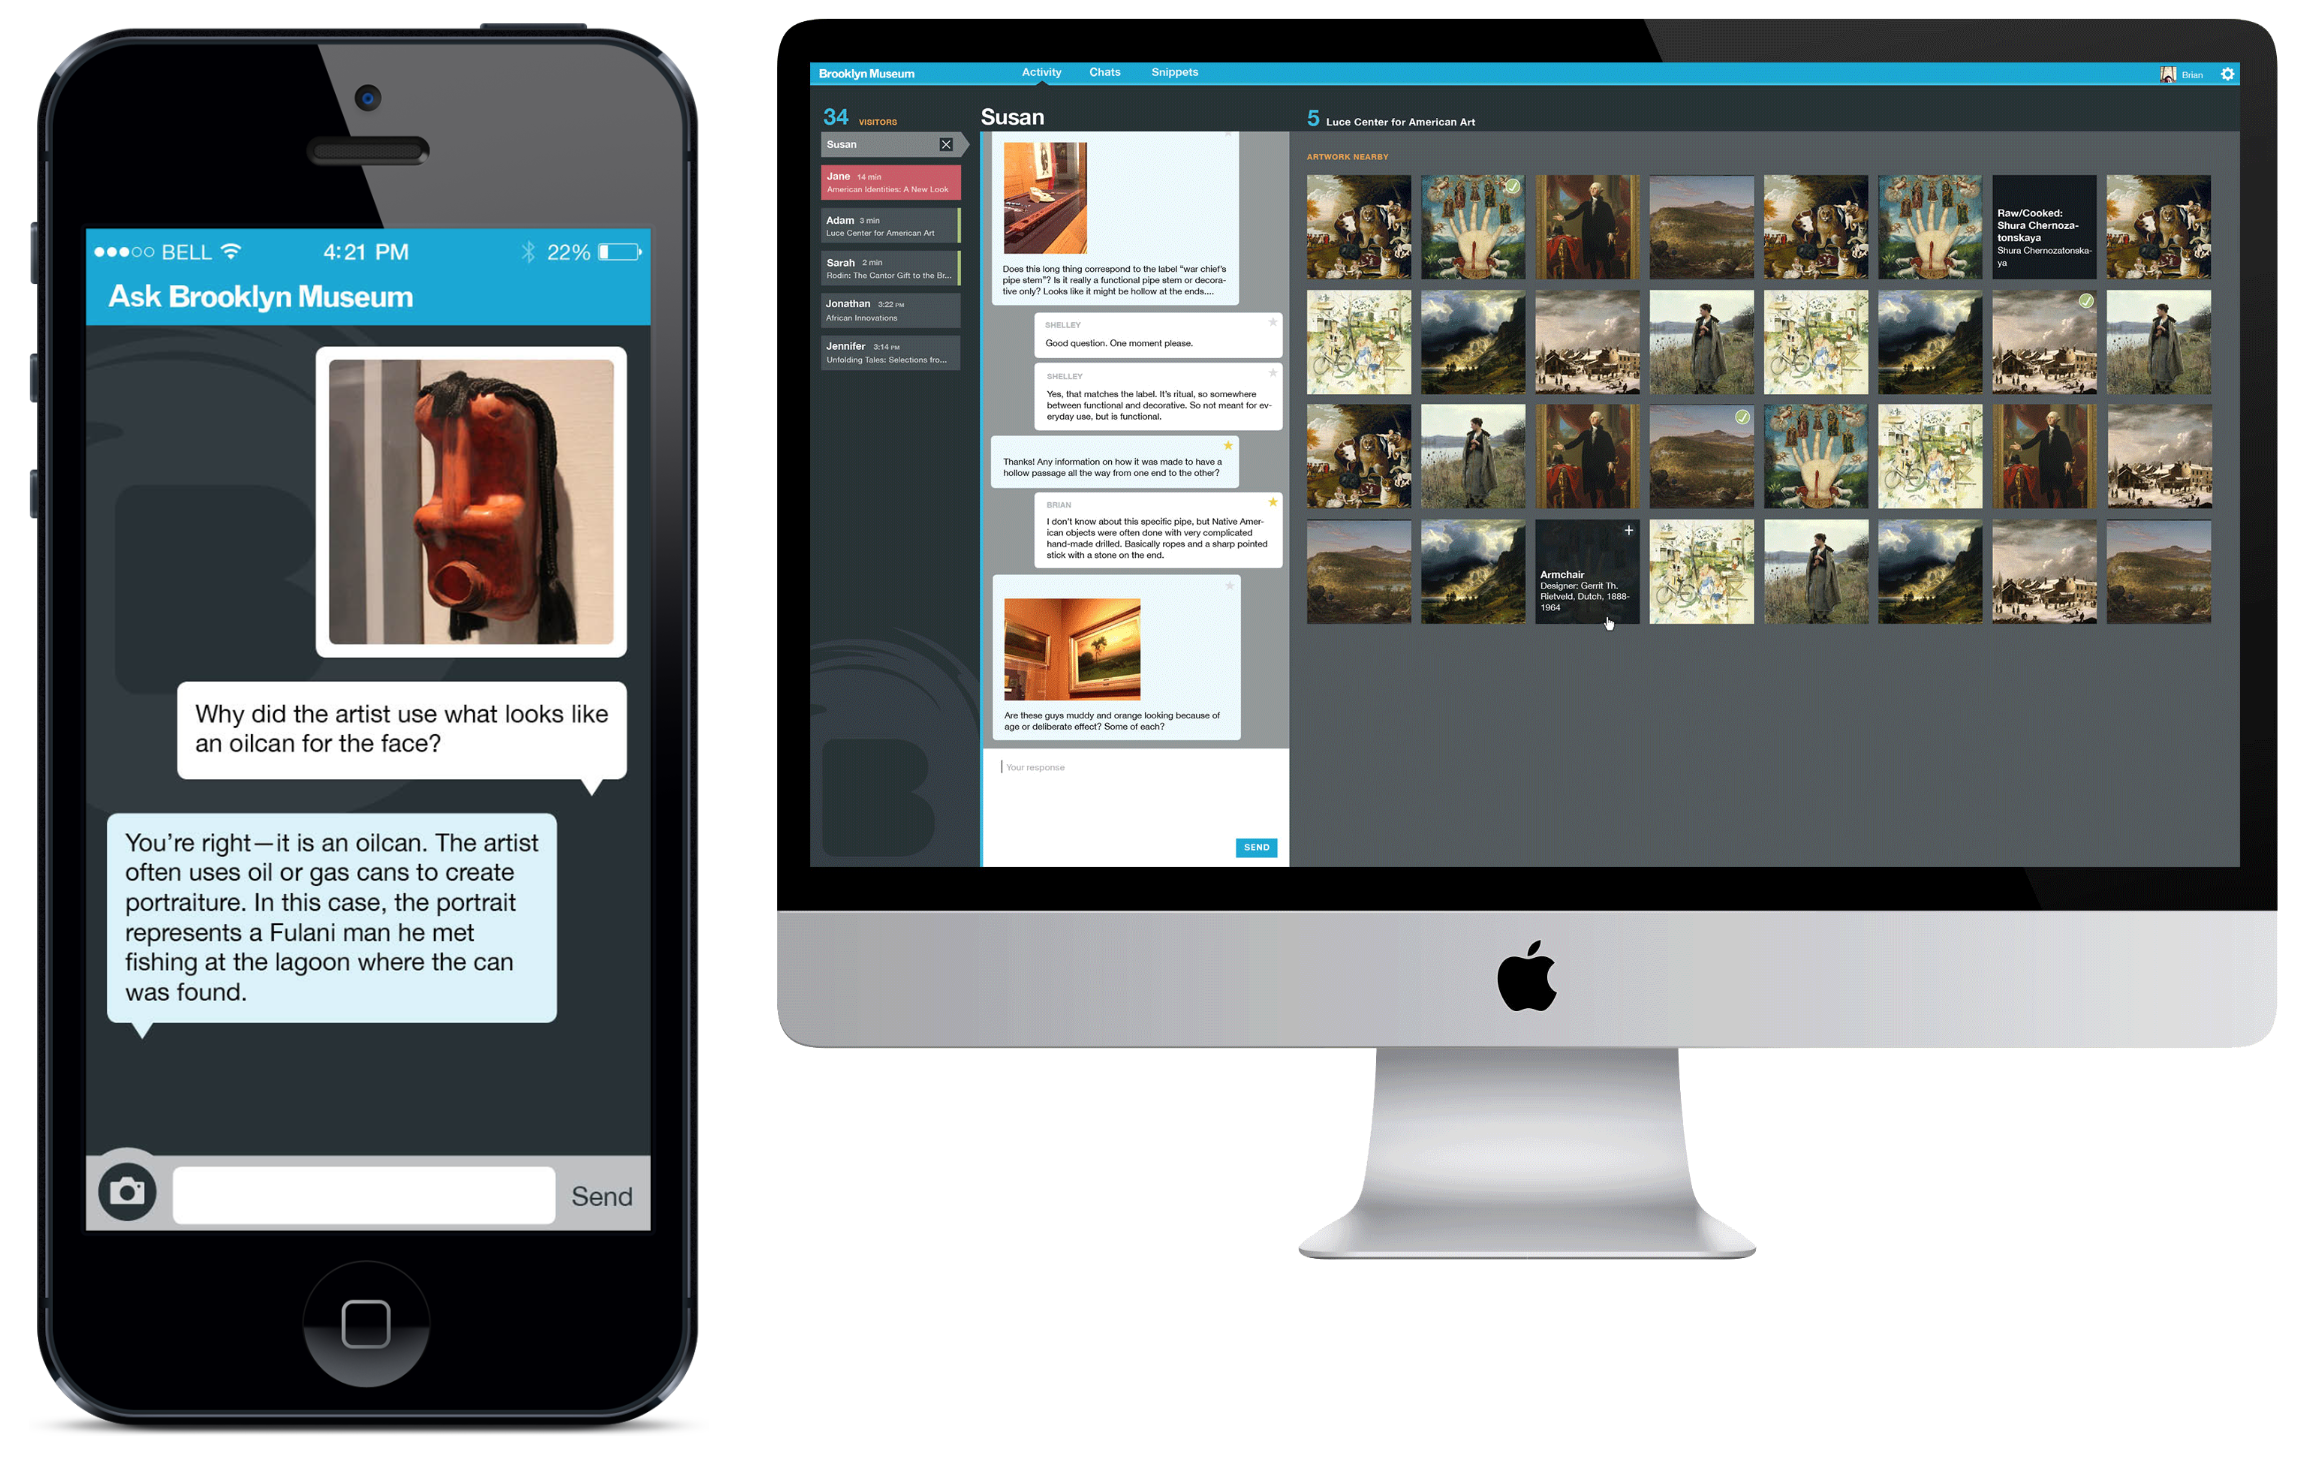 BELL
4:21 PM
22%
Ask Brooklyn Museum
Why did the artist use what looks like
an oilcan for the face?
You're right—it is an oilcan. The artist
often uses oil or gas cans to create
portraiture. In this case, the portrait
represents a Fulani man he met
fishing at the lagoon where the can
was found.
Send
Brooklyn Museum
Activity
Chats
Snippets
Brian
34 VISITORS
Susan
Jane 14 min
American Identities: A New Look
Adam 3 min
Luce Center for American Art
Sarah 2 min
Rodin: The Cantor Gift to the Br...
Jonathan 3:22 PM
African Innovations
Jennifer 3:14 PM
Unfolding Tales: Selections fro...
Susan
Does this long thing correspond to the label "war chief's
pipe stem"? Is it really a functional pipe stem or decora-
tive only? Looks like it might be hollow at the ends....
SHELLEY
Good question. One moment please.
SHELLEY
Yes, that matches the label. It's ritual, so somewhere
between functional and decorative. So not meant for ev-
eryday use, but is functional.
Thanks! Any information on how it was made to have a
hollow passage all the way from one end to the other?
BRIAN
I don't know about this specific pipe, but Native Amer-
ican objects were often done with very complicated
hand-made drilled. Basically ropes and a sharp pointed
stick with a stone on the end.
Are these guys muddy and orange looking because of
age or deliberate effect? Some of each?
Your response
SEND
5 Luce Center for American Art
ARTWORK NEARBY
Raw/Cooked:
Shura Chernoza-
tonskaya
Shura Chernozatonska-
ya
Armchair
Designer: Gerrit Th.
Rietveld, Dutch, 1888-
1964